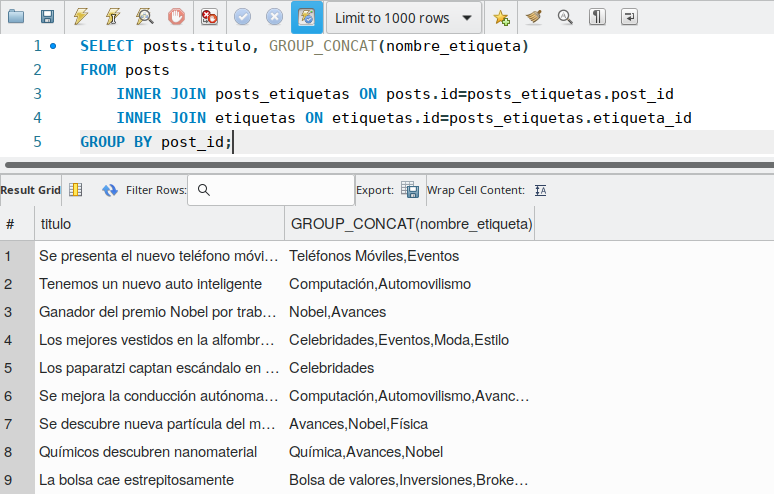 Limit to 1000 rows
1 SELECT posts.titulo, GROUP_CONCAT(nombre_etiqueta)
2 FROM posts
3 INNER JOIN posts_etiquetas ON posts.id=posts_etiquetas.post_id
4 INNER JOIN etiquetas ON etiquetas.id=posts_etiquetas.etiqueta_id
5 GROUP BY post_id;
Result Grid Filter Rows: Export: Wrap Cell Content:
# titulo GROUP_CONCAT(nombre_etiqueta)
1 Se presenta el nuevo teléfono móvi... Teléfonos Móviles,Eventos
2 Tenemos un nuevo auto inteligente Computación,Automovilismo
3 Ganador del premio Nobel por trab... Nobel,Avances
4 Los mejores vestidos en la alfombr... Celebridades,Eventos,Moda,Estilo
5 Los paparatzi captan escándalo en ... Celebridades
6 Se mejora la conducción autónoma... Computación,Automovilismo,Avanc...
7 Se descubre nueva partícula del m... Avances,Nobel,Física
8 Químicos descubren nanomaterial Química,Avances,Nobel
9 La bolsa cae estrepitosamente Bolsa de valores,Inversiones,Broke...